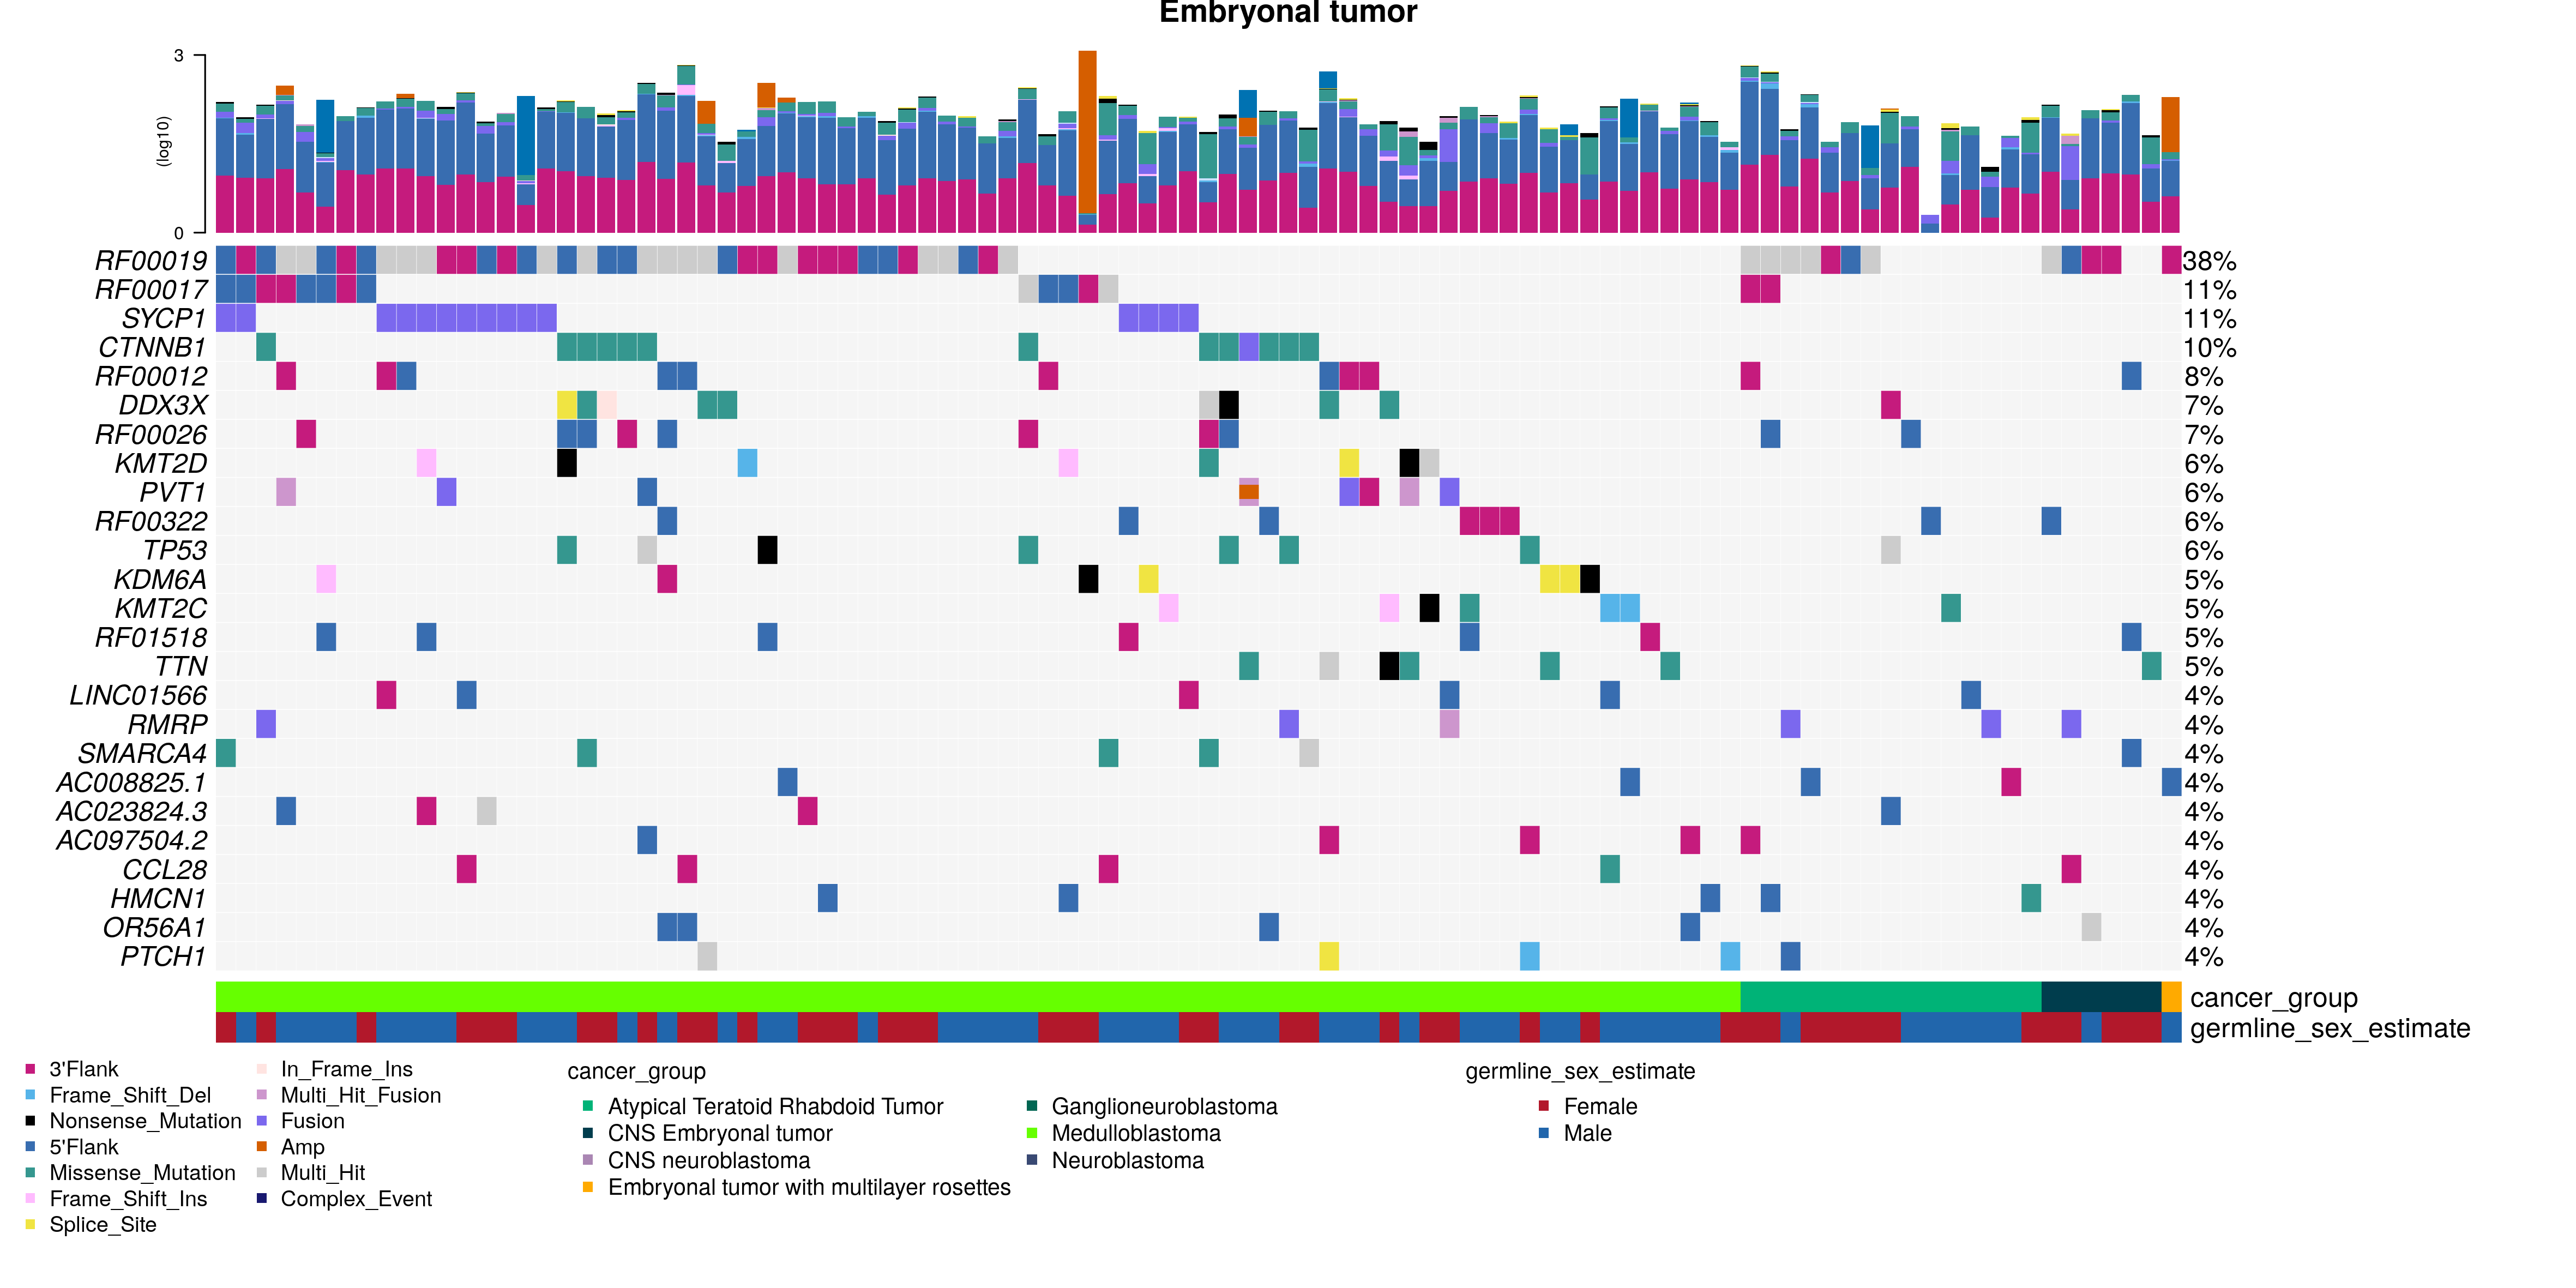 Embryonal tumor
3
(log10)
0
RF00019 38%
RF00017 11%
SYCP1 11%
CTNNB1 10%
RF00012 8%
DDX3X 7%
RF00026 7%
KMT2D 6%
PVT1 6%
RF00322 6%
TP53 6%
KDM6A 5%
KMT2C 5%
RF01518 5%
TTN 5%
LINC01566 4%
RMRP 4%
SMARCA4 4%
AC008825.1 4%
AC023824.3 4%
AC097504.2 4%
CCL28 4%
HMCN1 4%
OR56A1 4%
PTCH1 4%
cancer_group
germline_sex_estimate
3'Flank
Frame_Shift_Del
Nonsense_Mutation
5'Flank
Missense_Mutation
Frame_Shift_Ins
Splice_Site
In_Frame_Ins
Multi_Hit_Fusion
Fusion
Amp
Multi_Hit
Complex_Event
cancer_group
Atypical Teratoid Rhabdoid Tumor
CNS Embryonal tumor
CNS neuroblastoma
Embryonal tumor with multilayer rosettes
Ganglioneuroblastoma
Medulloblastoma
Neuroblastoma
germline_sex_estimate
Female
Male